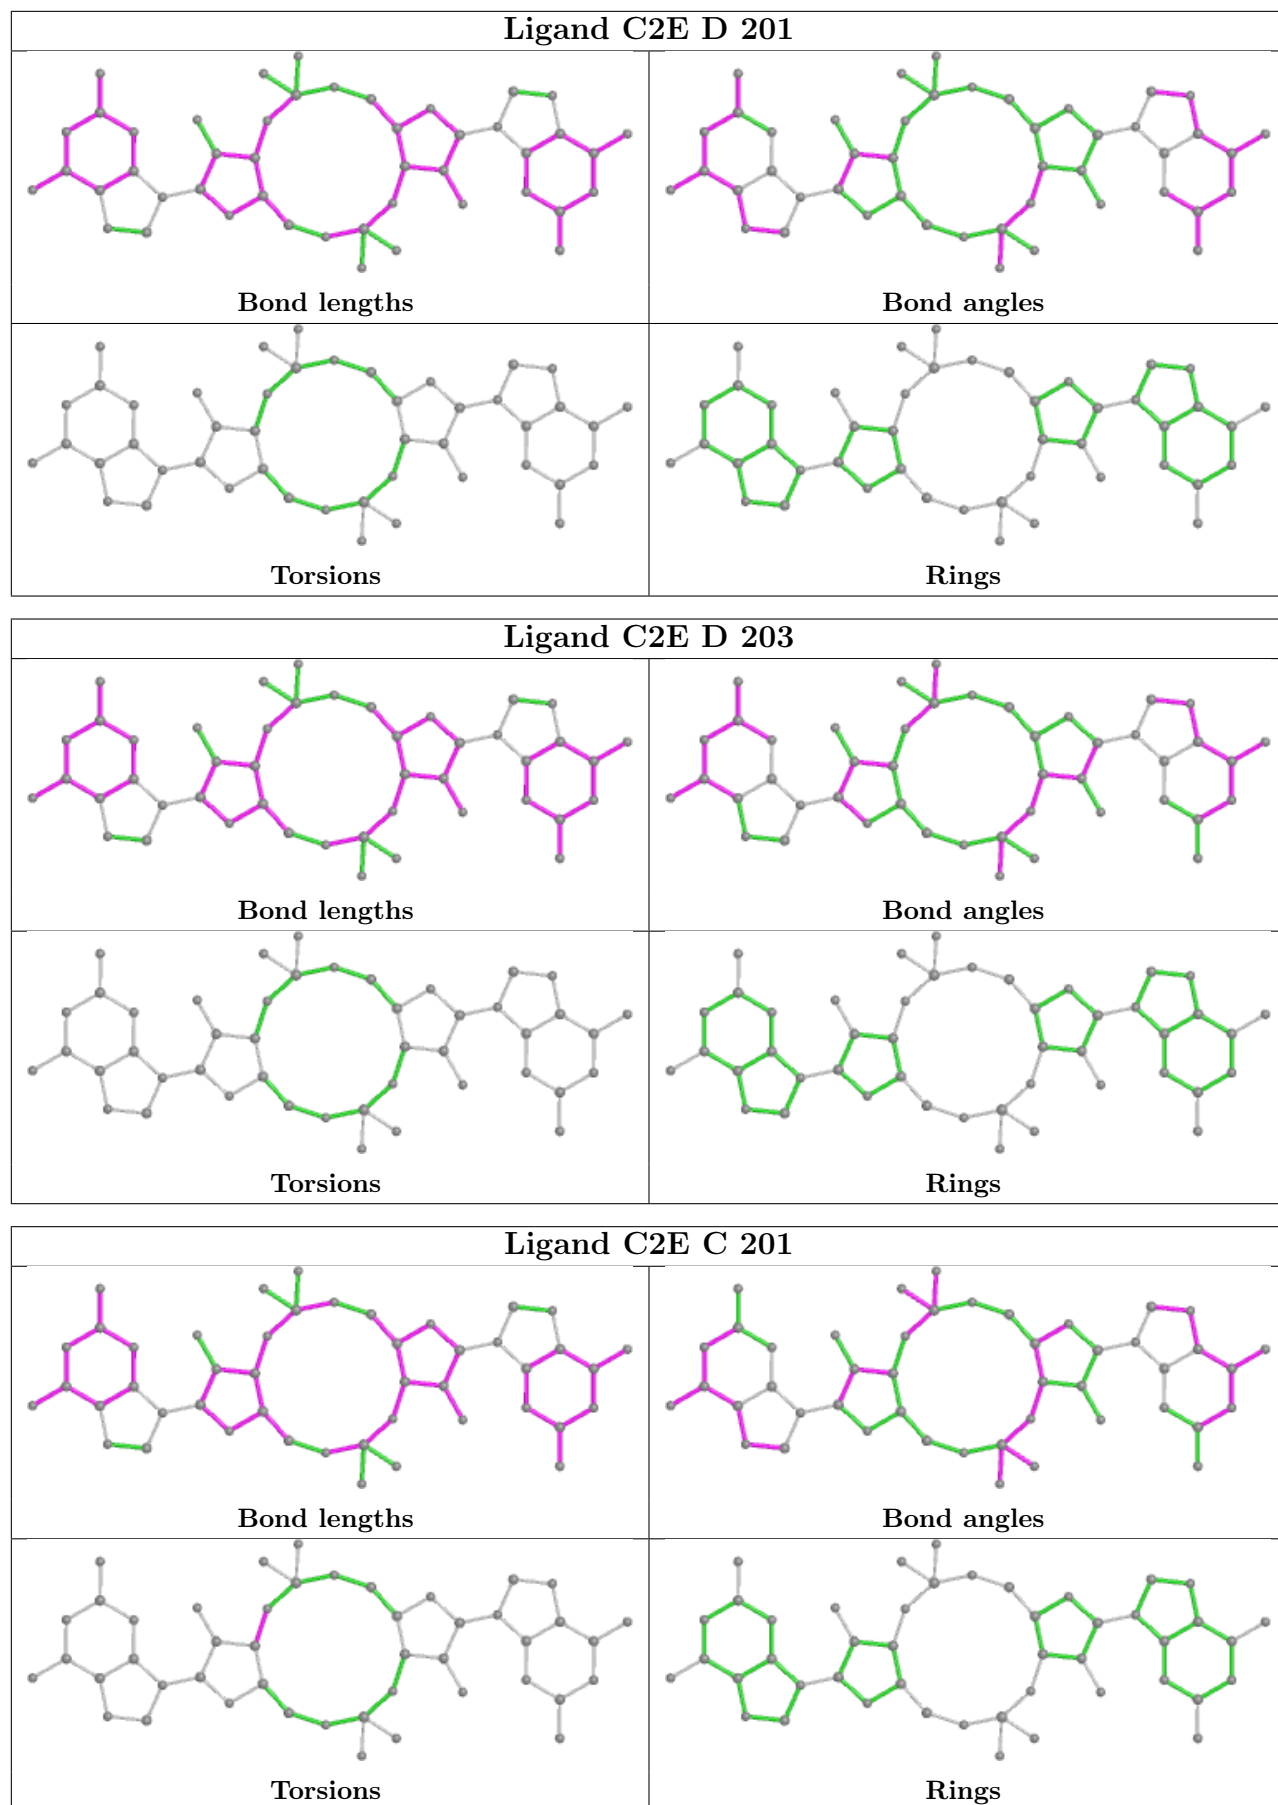 Ligand C2E D 201
Bond lengths
Bond angles
Torsions
Rings
Ligand C2E D 203
Bond lengths
Bond angles
Torsions
Rings
Ligand C2E C 201
Bond lengths
Bond angles
Torsions
Rings